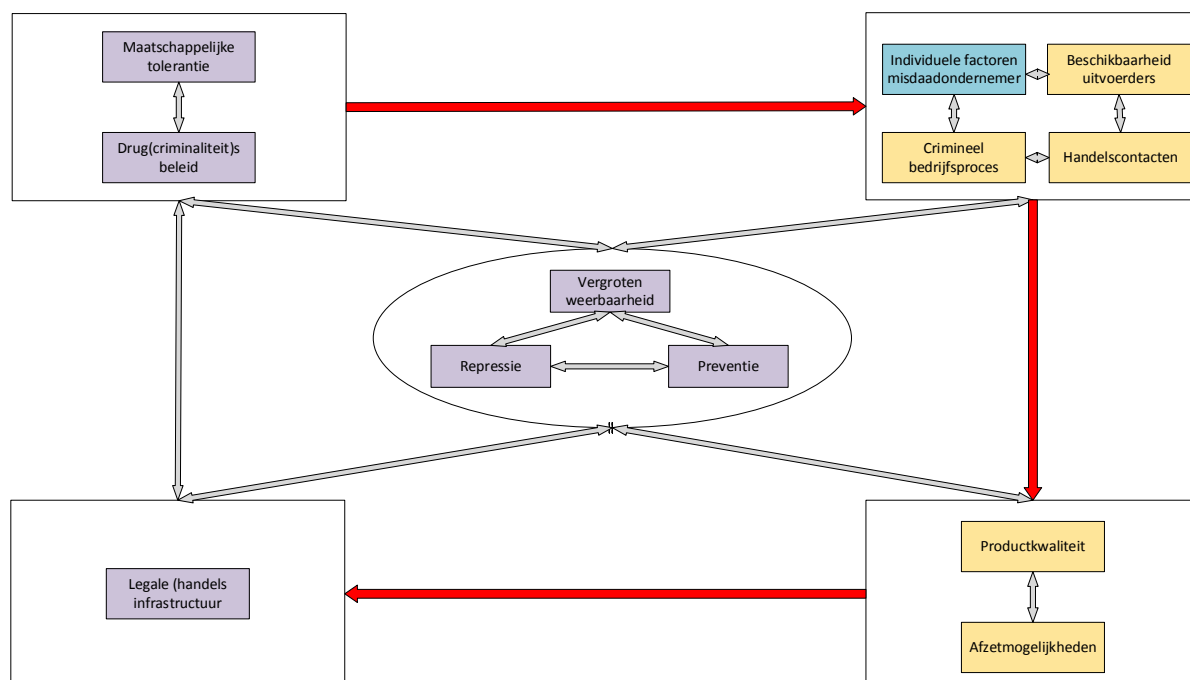 Maatschappelijke
tolerantie
Drug(criminaliteit)s
beleid
Individuele factoren
misdaadondernemer
Beschikbaarheid
uitvoerders
Crimineel
bedrijfsproces
Handelscontacten
Vergroten
weerbaarheid
Repressie
Preventie
Legale (handels
infrastructuur
Productkwaliteit
Afzetmogelijkheden